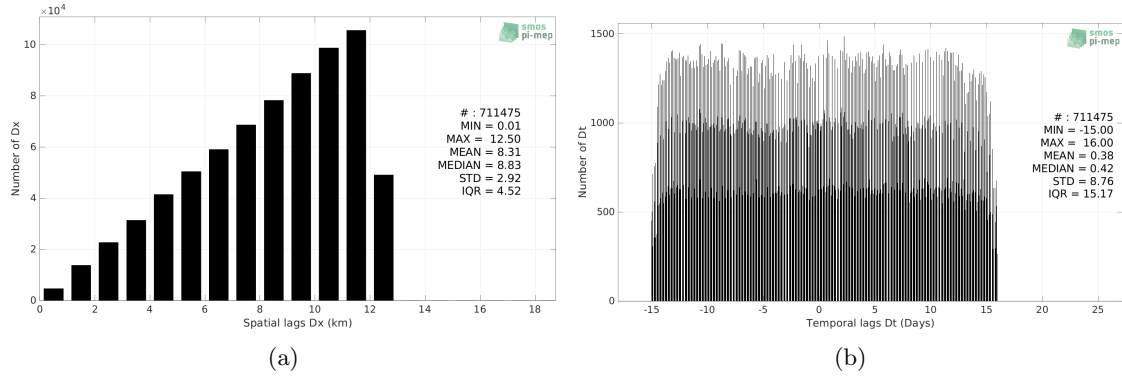 ×10⁴
10
8
6
4
2
0
0 2 4 6 8 10 12 14 16 18
Number of Dx
Spatial lags Dx (km)
smos
pi-mep
# : 711475
MIN = 0.01
MAX = 12.50
MEAN = 8.31
MEDIAN = 8.83
STD = 2.92
IQR = 4.52
(a)
1500
1000
500
0
-15 -10 -5 0 5 10 15 20 25
Number of Dt
Temporal lags Dt (Days)
smos
pi-mep
# : 711475
MIN = -15.00
MAX = 16.00
MEAN = 0.38
MEDIAN = 0.42
STD = 8.76
IQR = 15.17
(b)